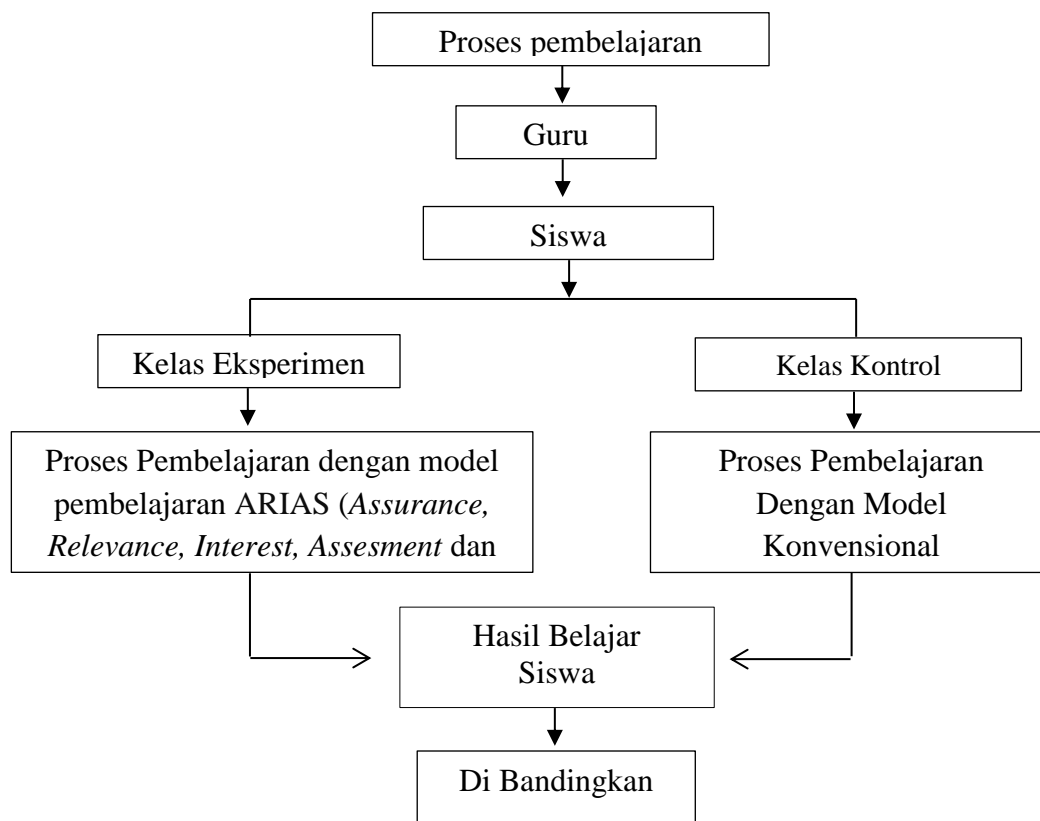 Proses pembelajaran
Guru
Siswa
Kelas Eksperimen
Kelas Kontrol
Proses Pembelajaran dengan model
pembelajaran ARIAS (Assurance,
Relevance, Interest, Assesment dan
Proses Pembelajaran
Dengan Model
Konvensional
Hasil Belajar
Siswa
Di Bandingkan